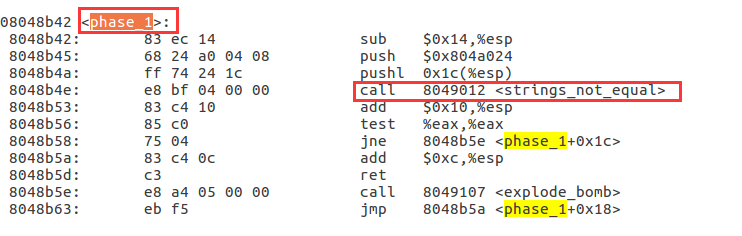 08048b42 <phase_1>:
8048b42: 83 ec 14 sub $0x14,%esp
8048b45: 68 24 a0 04 08 push $0x804a024
8048b4a: ff 74 24 1c pushl 0x1c(%esp)
8048b4e: e8 bf 04 00 00 call 8049012 <strings_not_equal>
8048b53: 83 c4 10 add $0x10,%esp
8048b56: 85 c0 test %eax,%eax
8048b58: 75 04 jne 8048b5e <phase_1+0x1c>
8048b5a: 83 c4 0c add $0xc,%esp
8048b5d: c3 ret
8048b5e: e8 a4 05 00 00 call 8049107 <explode_bomb>
8048b63: eb f5 jmp 8048b5a <phase_1+0x18>